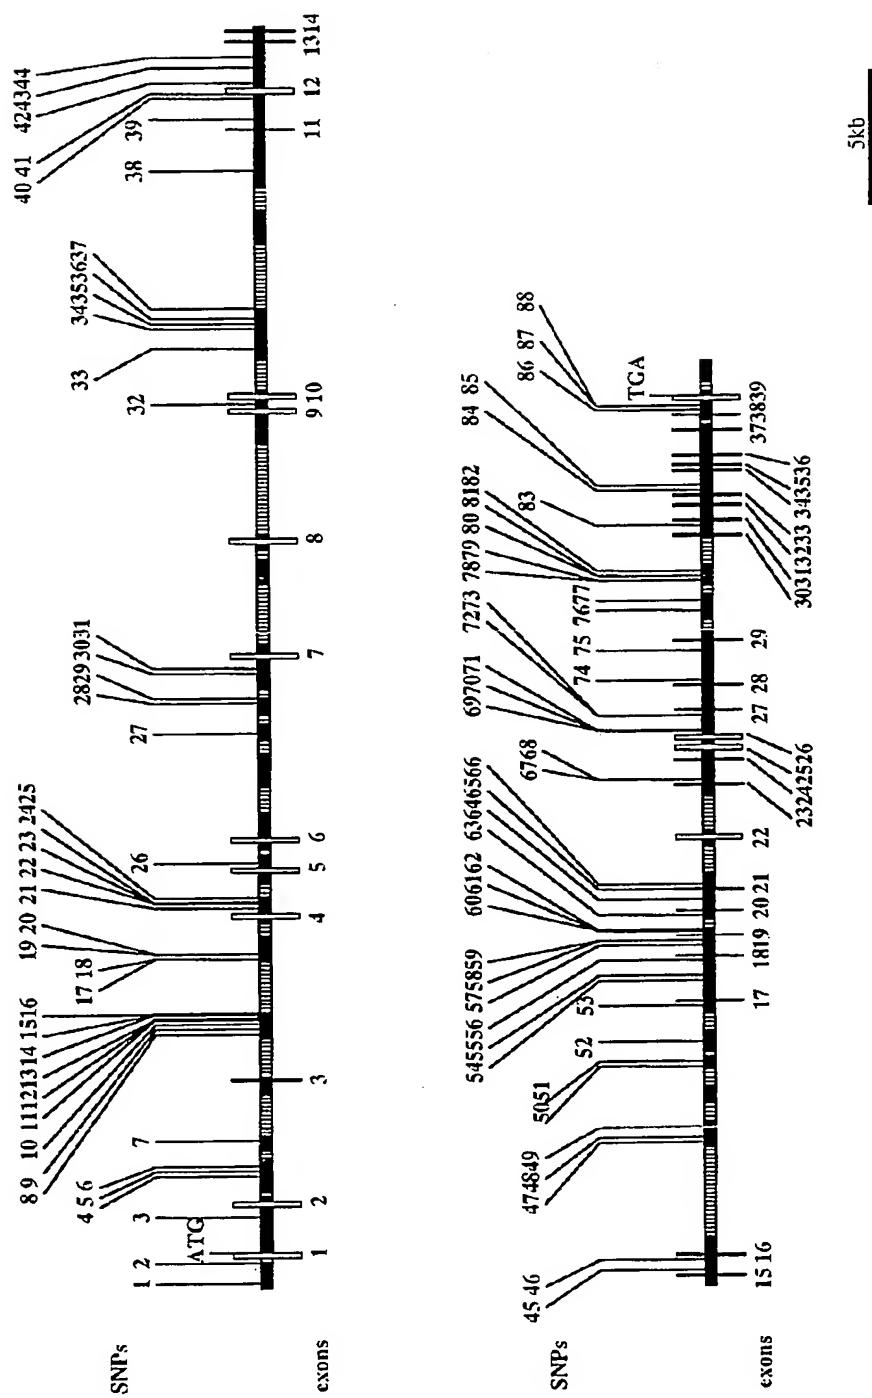 SNPs
1 2 3 4 5 6 7 8 9 10 11 12 13 14 15 16 17 18 19 20 21 22 23 24 25 26 27 28 29 30 31 32 33 34 35 36 37 38 39 40 41 42 43 44
ATG
exons
1 2 3 4 5 6 7 8 9 10 11 12 13 14
SNPs
45 46 47 48 49 50 51 52 53 54 55 56 57 58 59 60 61 62 63 64 65 66 67 68 69 70 71 72 73 74 75 76 77 78 79 80 81 82 83 84 85 86 87 88
TGA
exons
15 16 17 18 19 20 21 22 23 24 25 26 27 28 29 30 31 32 33 34 35 36 37 38 39
5kb